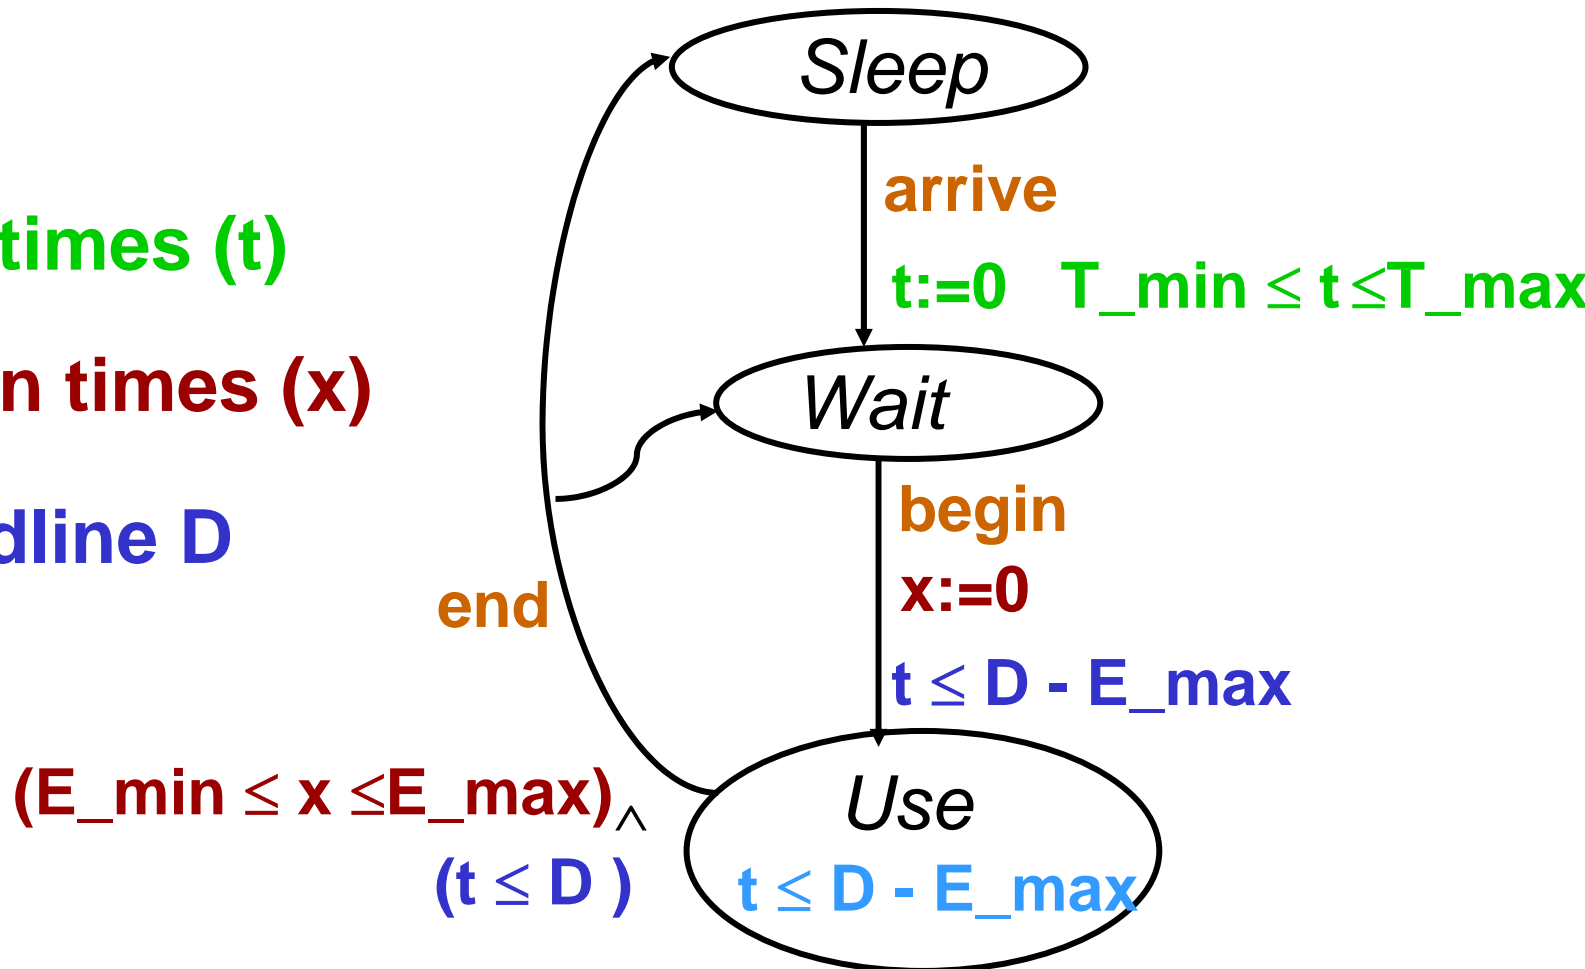 Sleep
arrive
times (t)
t:=0 T_min ≤ t ≤T_max
n times (x)
Wait
begin
dline D
x:=0
end
t ≤ D - E_max
(E_min ≤ x ≤E_max)^
Use
(t ≤ D )
t ≤ D - E_max